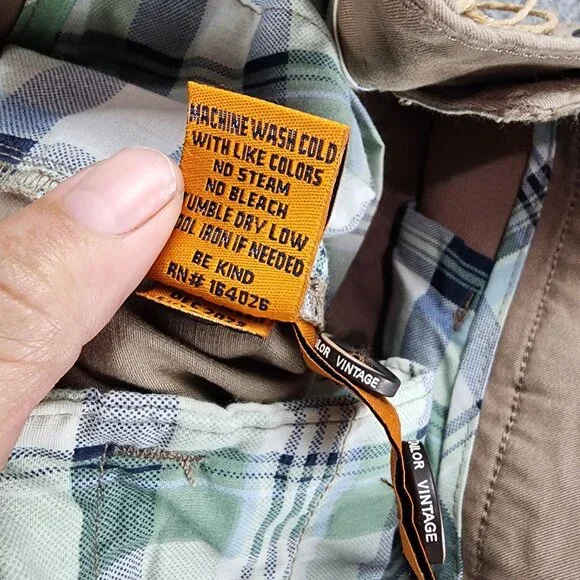 MACHINE WASH COLD
WITH LIKE COLORS
NO STEAM
NO BLEACH
TUMBLE DRY LOW
IRON IF NEEDED
BE KIND
RN# 164026
VINTAGE
VINTAGE